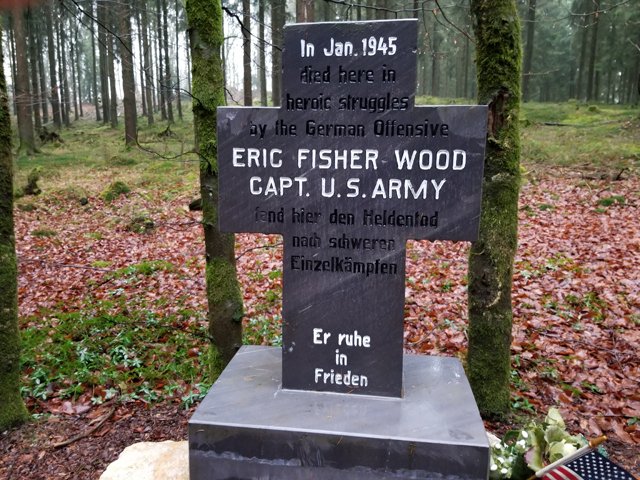 In Jan. 1945
died here in
heroic struggles
by the German Offensive
ERIC FISHER WOOD
CAPT. U.S. ARMY
fand hier den Heldentod
nach schweren
Einzelkämpfen
Er ruhe
in
Frieden